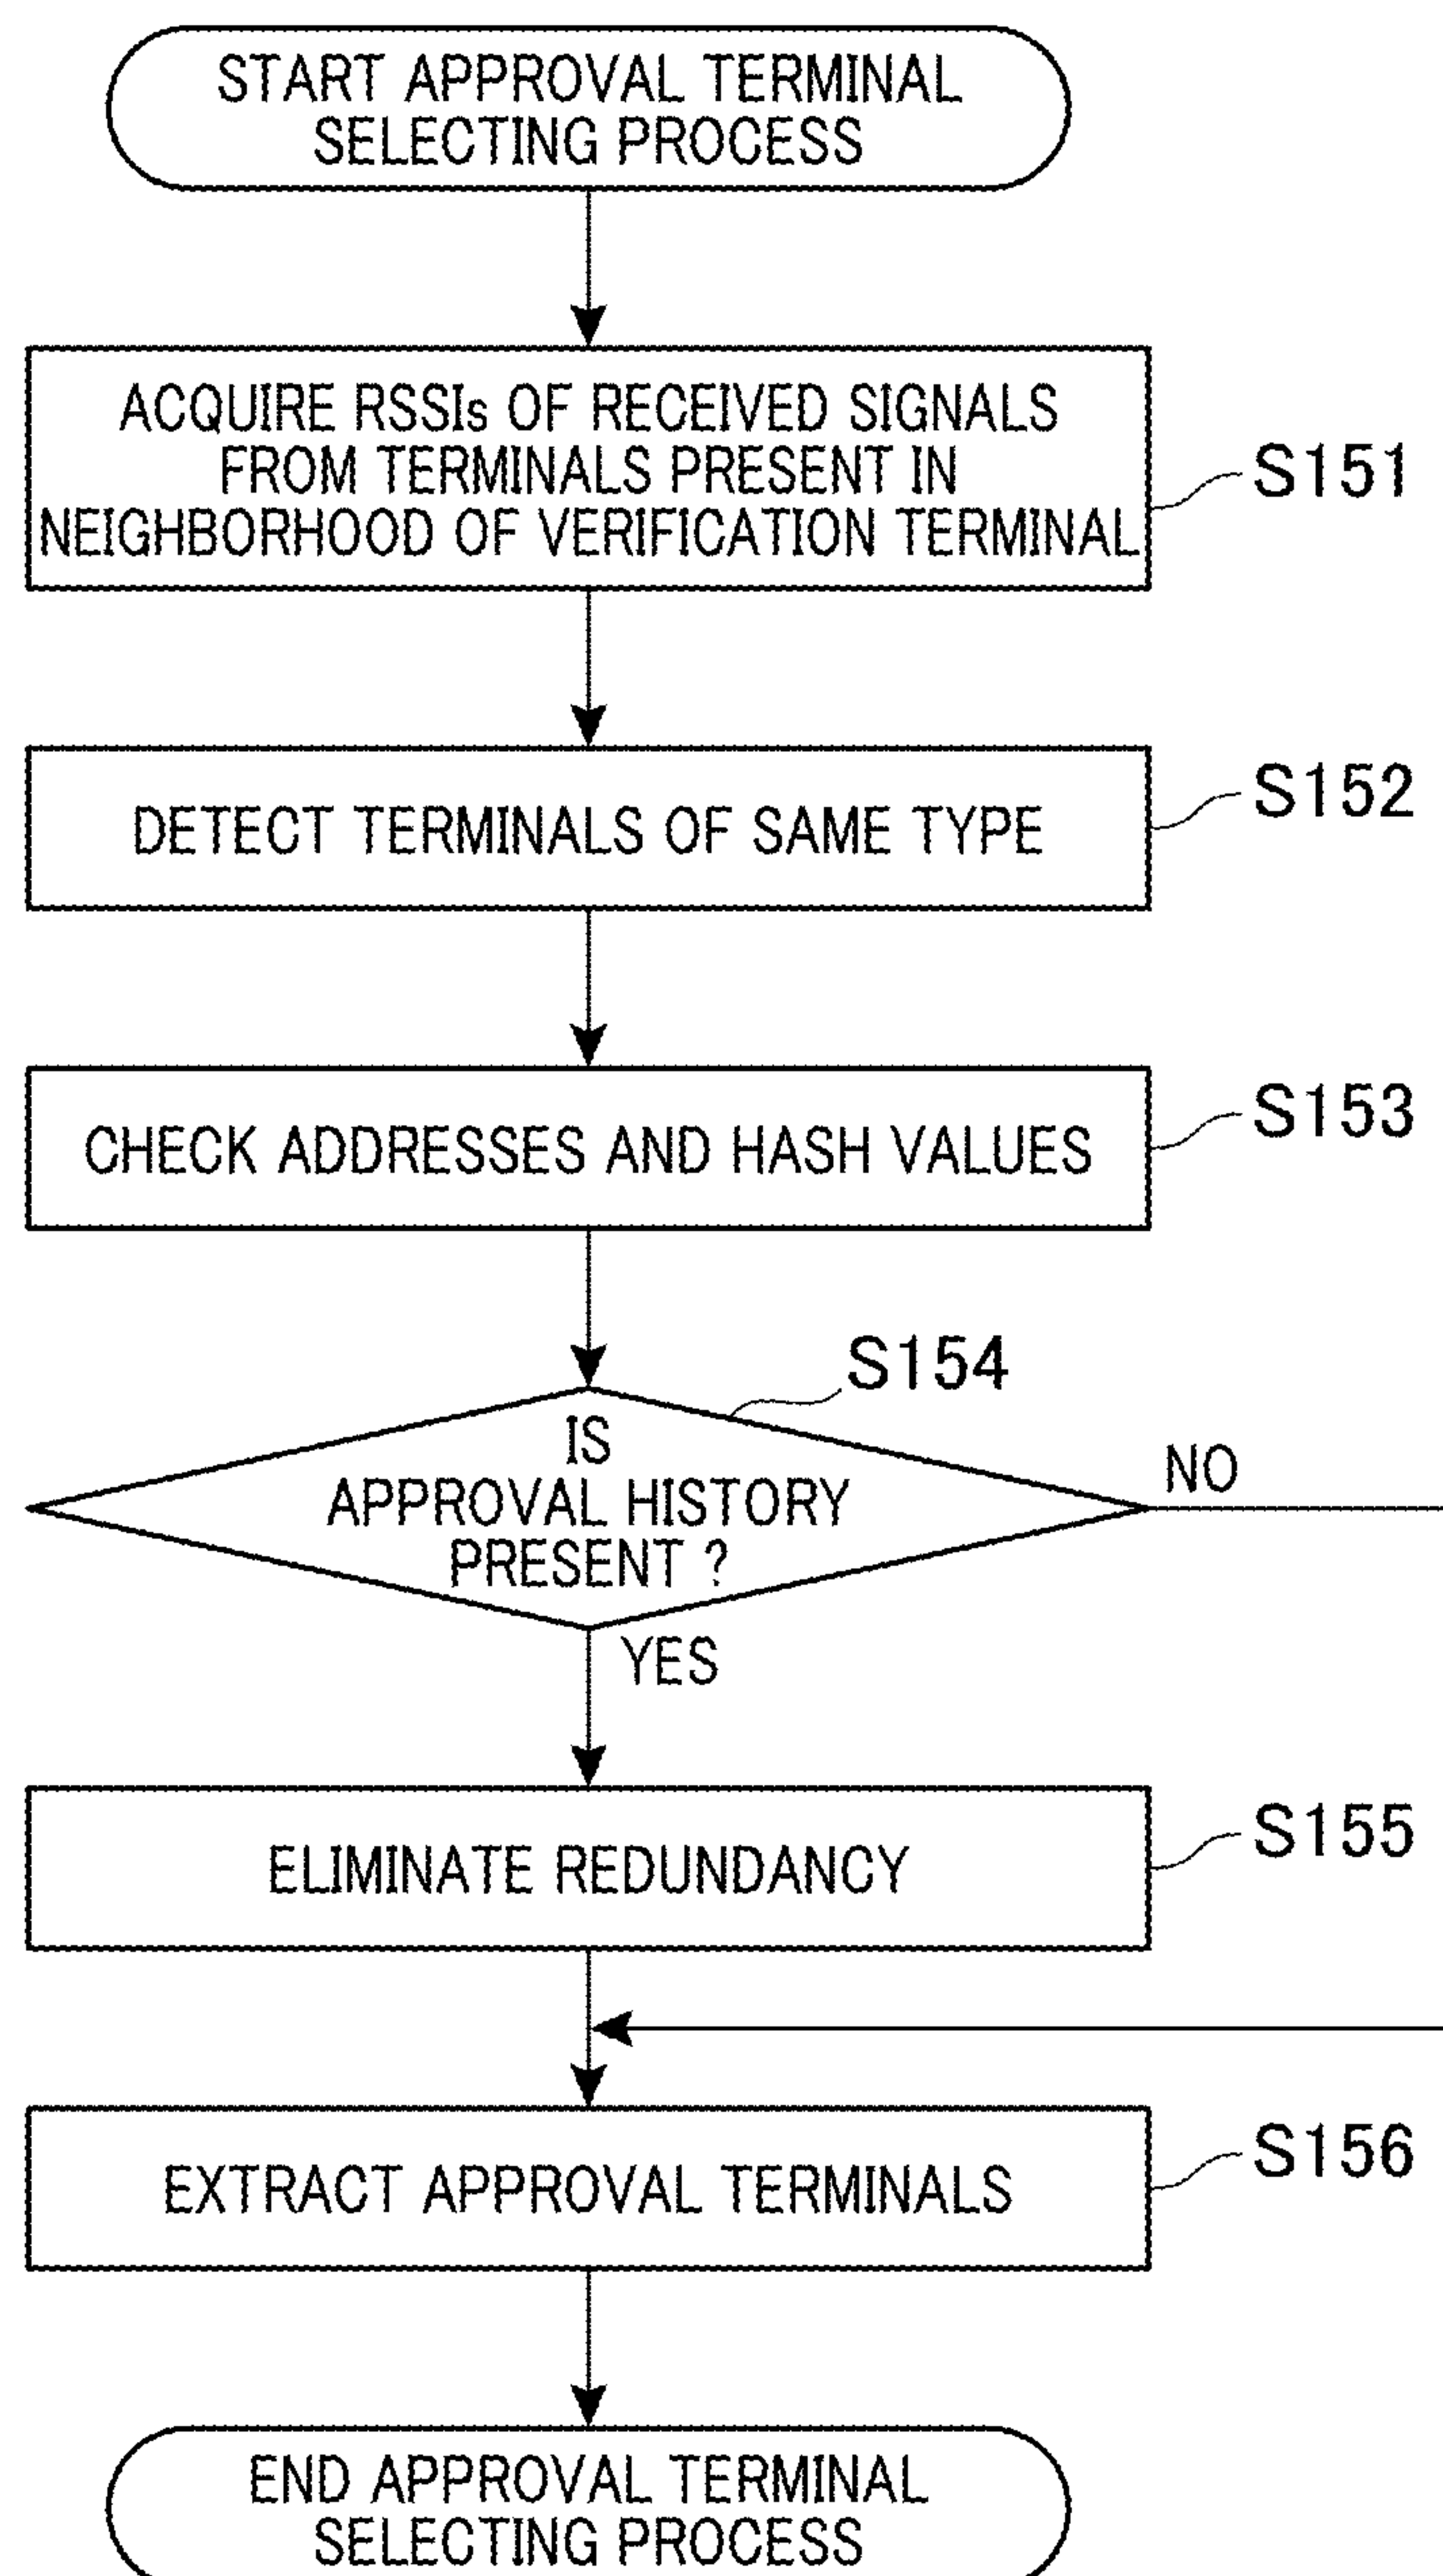 START APPROVAL TERMINAL
SELECTING PROCESS
ACQUIRE RSSIs OF RECEIVED SIGNALS
FROM TERMINALS PRESENT IN
NEIGHBORHOOD OF VERIFICATION TERMINAL
S151
DETECT TERMINALS OF SAME TYPE
S152
CHECK ADDRESSES AND HASH VALUES
S153
S154
IS
APPROVAL HISTORY
PRESENT ?
NO
YES
ELIMINATE REDUNDANCY
S155
EXTRACT APPROVAL TERMINALS
S156
END APPROVAL TERMINAL
SELECTING PROCESS